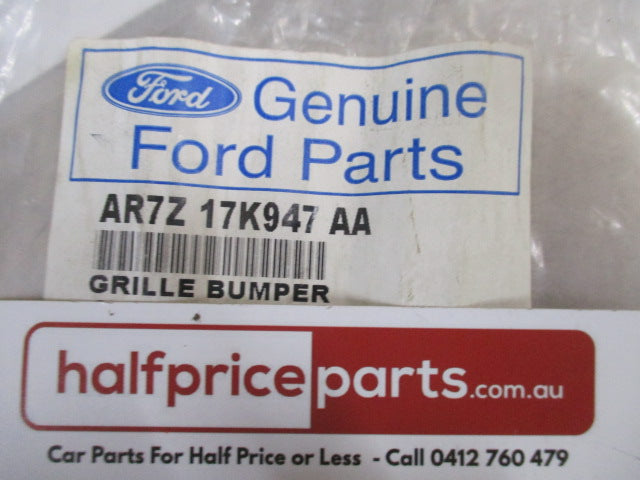 Ford Genuine
Ford Parts
AR7Z 17K947 AA
GRILLE BUMPER
halfpriceparts.com.au
Car Parts For Half Price or Less - Call 0412 760 479